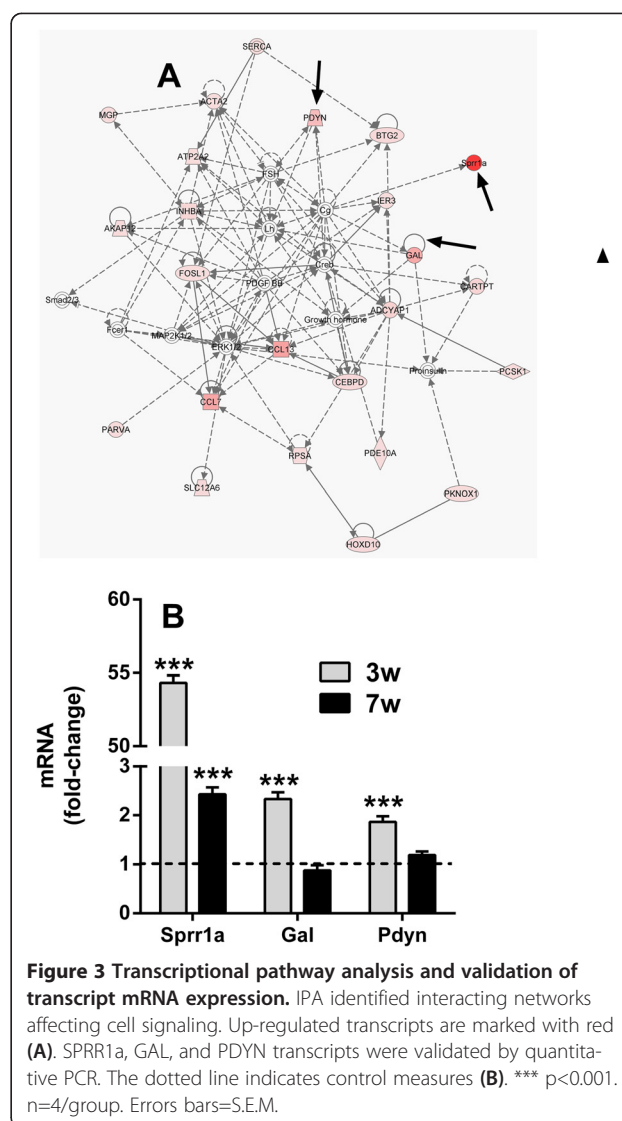 A
SERCA
ACTA2
PDYN
MGP
BTG2
ATP2A2
Sprr1a
FSH
IER3
INHBA
Cg
AKAP12
Lh
GAL
Creb
FOSL1
PDGF BB
CARTPT
Smad2/3
ADCYAP1
Growth hormone
Fcer1
MAP2K1/2
ERK1/2
CCL13
Proinsulin
PCSK1
CEBPD
CCL7
PARVA
RPSA
PDE10A
SLC12A6
PKNOX1
HOXD10
B
mRNA
(fold-change)
60
55
50
3
2
1
0
3w
7w
***
***
***
***
Sprr1a Gal Pdyn
Figure 3 Transcriptional pathway analysis and validation of
transcript mRNA expression. IPA identified interacting networks
affecting cell signaling. Up-regulated transcripts are marked with red
(A). SPRR1a, GAL, and PDYN transcripts were validated by quantita-
tive PCR. The dotted line indicates control measures (B). *** p<0.001.
n=4/group. Errors bars=S.E.M.